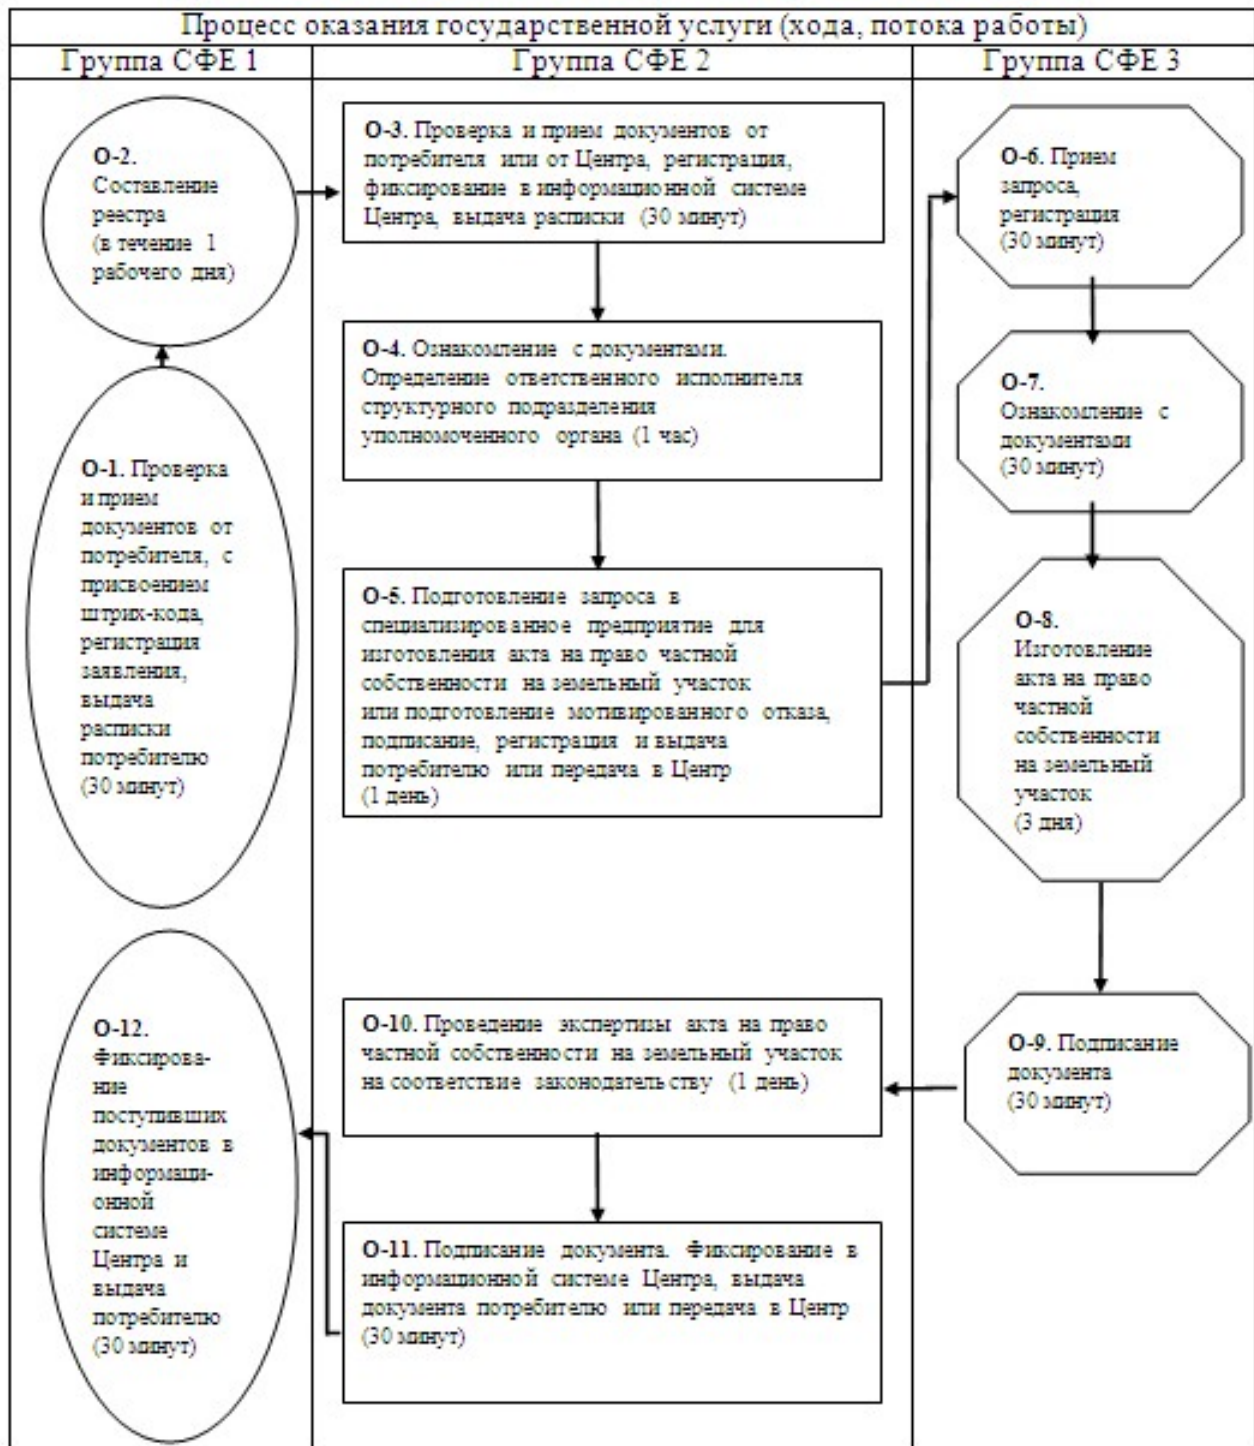 Процесс оказания государственной услуги (хода, потока работы)
Группа СФЕ 1
Группа СФЕ 2
Группа СФЕ 3
О-1. Проверка
и прием
документов от
потребителя, с
присвоением
штрих-кода,
регистрация
заявления,
выдача
расписки
потребителю
(30 минут)
О-2.
Составление
реестра
(в течение 1
рабочего дня)
О-3. Проверка и прием документов от
потребителя или от Центра, регистрация,
фиксирование в информационной системе
Центра, выдача расписки (30 минут)
О-4. Ознакомление с документами.
Определение ответственного исполнителя
структурного подразделения
уполномоченного органа (1 час)
О-5. Подготовление запроса в
специализированное предприятие для
изготовления акта на право частной
собственности на земельный участок
или подготовление мотивированного отказа,
подписание, регистрация и выдача
потребителю или передача в Центр
(1 день)
О-6. Прием
запроса,
регистрация
(30 минут)
О-7.
Ознакомление с
документами
(30 минут)
О-8.
Изготовление
акта на право
частной
собственности
на земельный
участок
(3 дня)
О-9. Подписание
документа
(30 минут)
О-10. Проведение экспертизы акта на право
частной собственности на земельный участок
на соответствие законодательству (1 день)
О-11. Подписание документа. Фиксирование в
информационной системе Центра, выдача
документа потребителю или передача в Центр
(30 минут)
О-12.
Фиксирова-
ние
поступивших
документов в
информаци-
онной
системе
Центра и
выдача
потребителю
(30 минут)